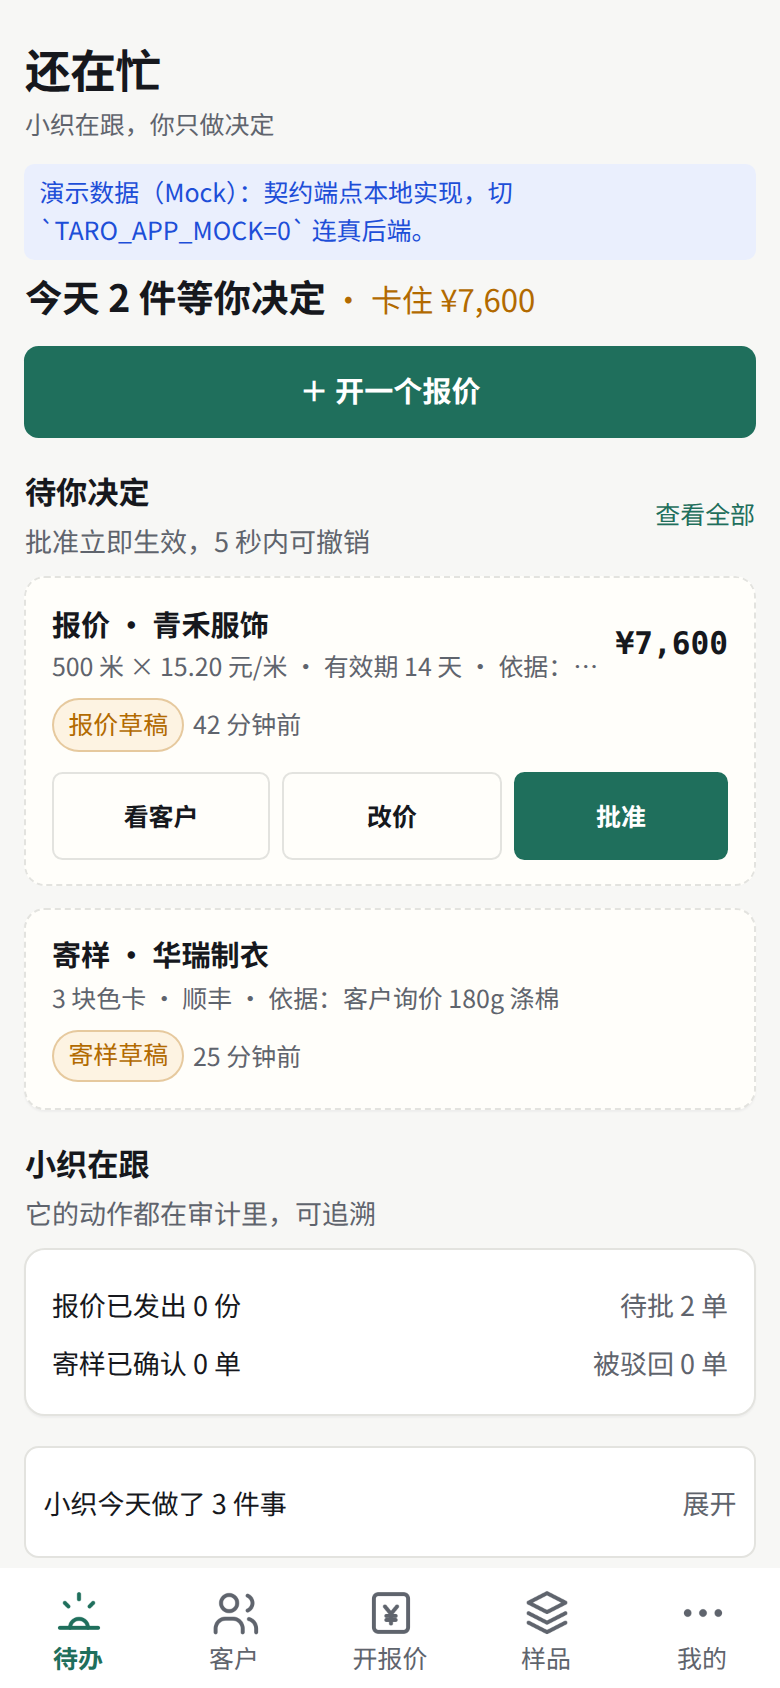 还在忙
小织在跟，你只做决定
演示数据（Mock）：契约端点本地实现，切
`TARO_APP_MOCK=0` 连真后端。
今天 2 件等你决定 · 卡住 ¥7,600
＋ 开一个报价
待你决定
查看全部
批准立即生效，5 秒内可撤销
报价 · 青禾服饰
¥7,600
500 米 × 15.20 元/米 · 有效期 14 天 · 依据：…
报价草稿 42 分钟前
看客户 改价 批准
寄样 · 华瑞制衣
3 块色卡 · 顺丰 · 依据：客户询价 180g 涤棉
寄样草稿 25 分钟前
小织在跟
它的动作都在审计里，可追溯
报价已发出 0 份 待批 2 单
寄样已确认 0 单 被驳回 0 单
小织今天做了 3 件事 展开
待办 客户 开报价 样品 我的